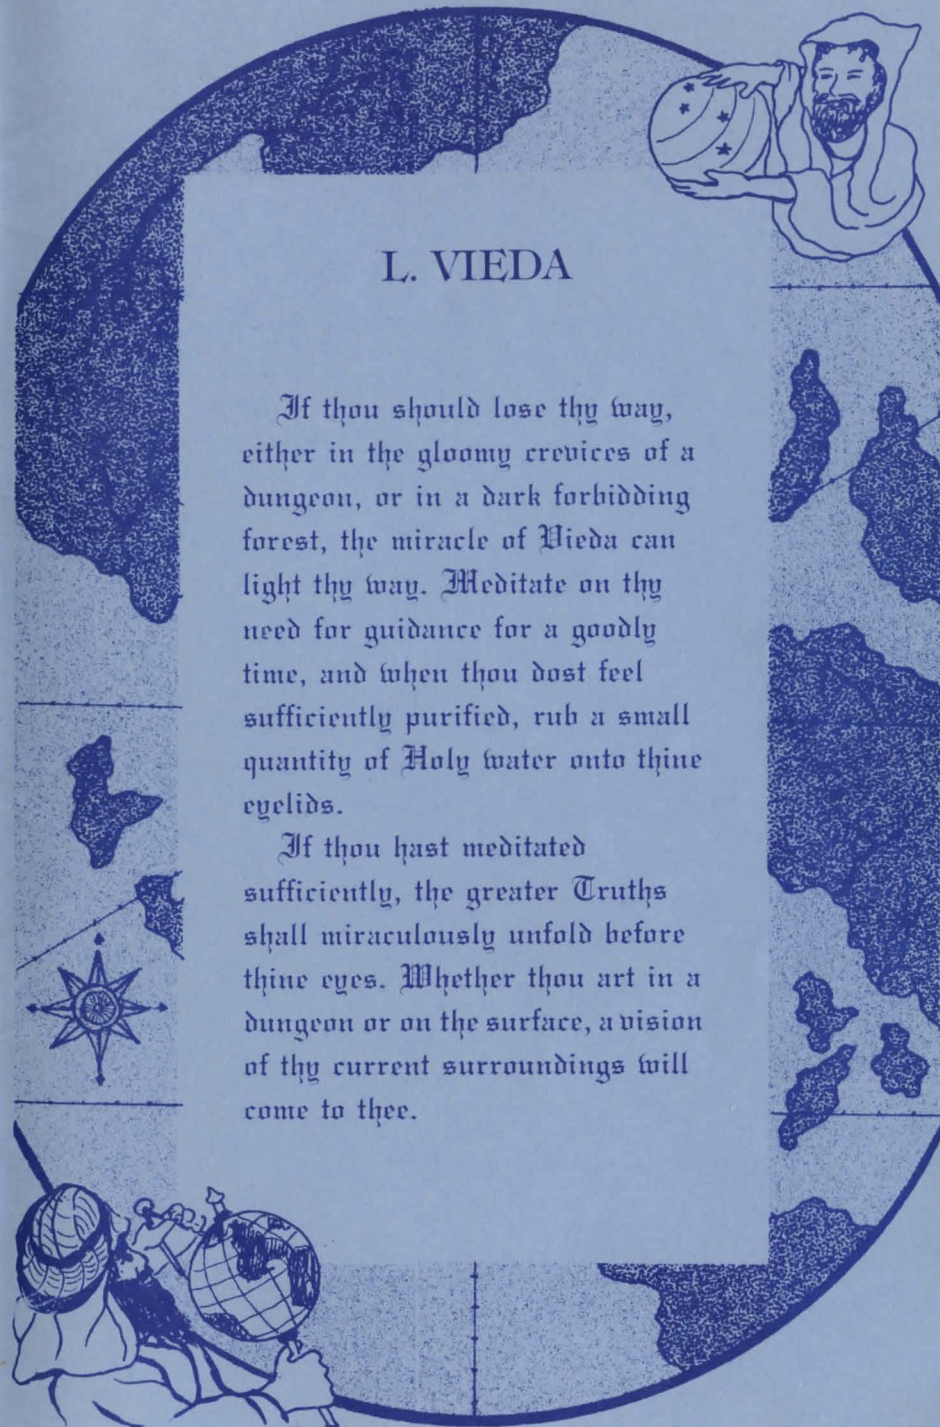 L. VIEDA
If thou should lose thy way,
either in the gloomy crevices of a
dungeon, or in a dark forbidding
forest, the miracle of Vieda can
light thy way. Meditate on thy
need for guidance for a goodly
time, and when thou dost feel
sufficiently purified, rub a small
quantity of Holy water onto thine
eyelids.
If thou hast meditated
sufficiently, the greater Truths
shall miraculously unfold before
thine eyes. Whether thou art in a
dungeon or on the surface, a vision
of thy current surroundings will
come to thee.